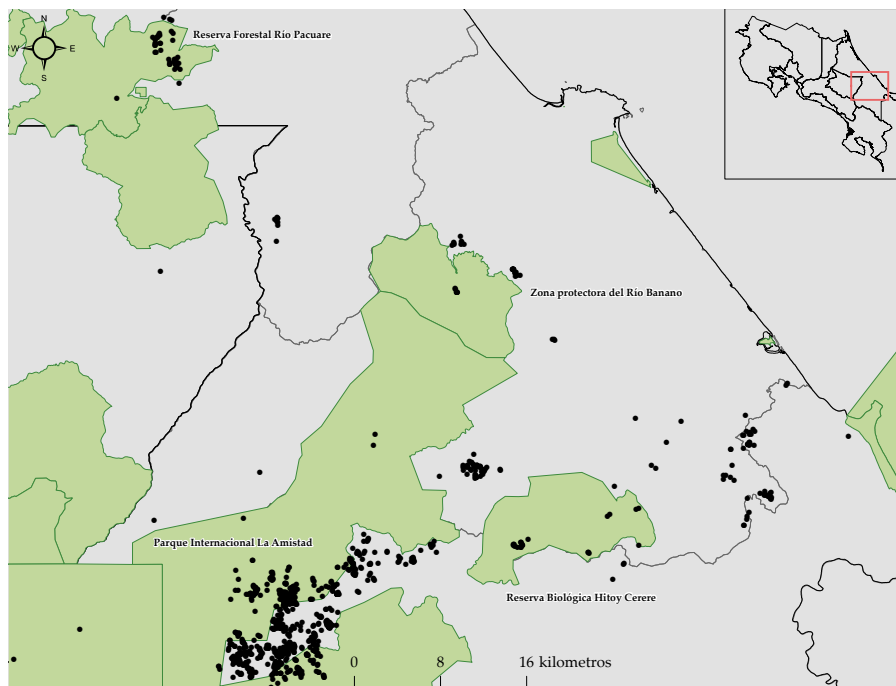 Reserva Forestal Río Pacuare
N
W E
S
Zona protectora del Río Banano
Parque Internacional La Amistad
Reserva Biológica Hitoy Cerere
0 8 16 kilometros